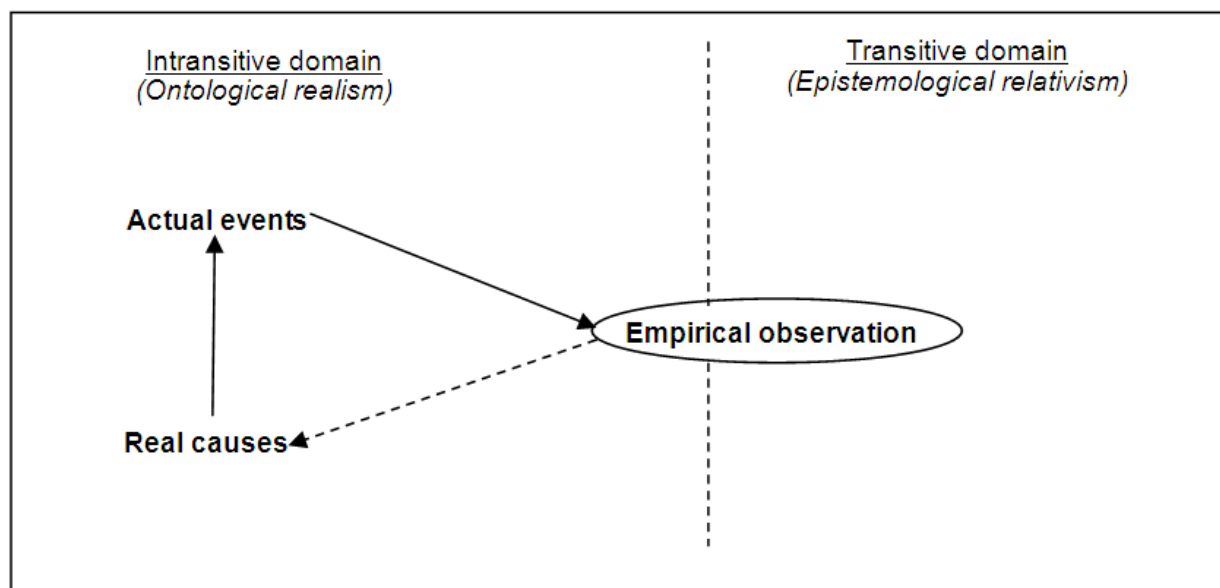 Intransitive domain
(Ontological realism)
Transitive domain
(Epistemological relativism)
Actual events
Empirical observation
Real causes